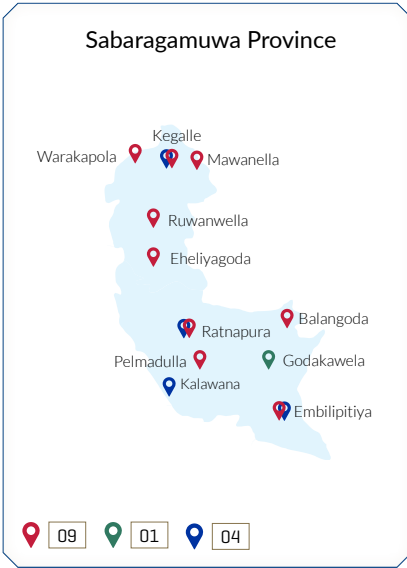 Sabaragamuwa Province
Kegalle
Warakapola
Mawanella
Ruwanwella
Eheliyagoda
Balangoda
Ratnapura
Pelmadulla
Godakawela
Kalawana
Embilipitiya
09 01 04